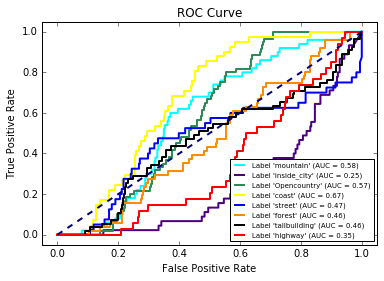 ROC Curve
True Positive Rate
1.0
0.8
0.6
0.4
0.2
0.0
Label 'mountain' (AUC = 0.58)
Label 'inside_city' (AUC = 0.25)
Label 'Opencountry' (AUC = 0.57)
Label 'coast' (AUC = 0.67)
Label 'street' (AUC = 0.47)
Label 'forest' (AUC = 0.46)
Label 'tallbuilding' (AUC = 0.46)
Label 'highway' (AUC = 0.35)
0.0 0.2 0.4 0.6 0.8 1.0
False Positive Rate